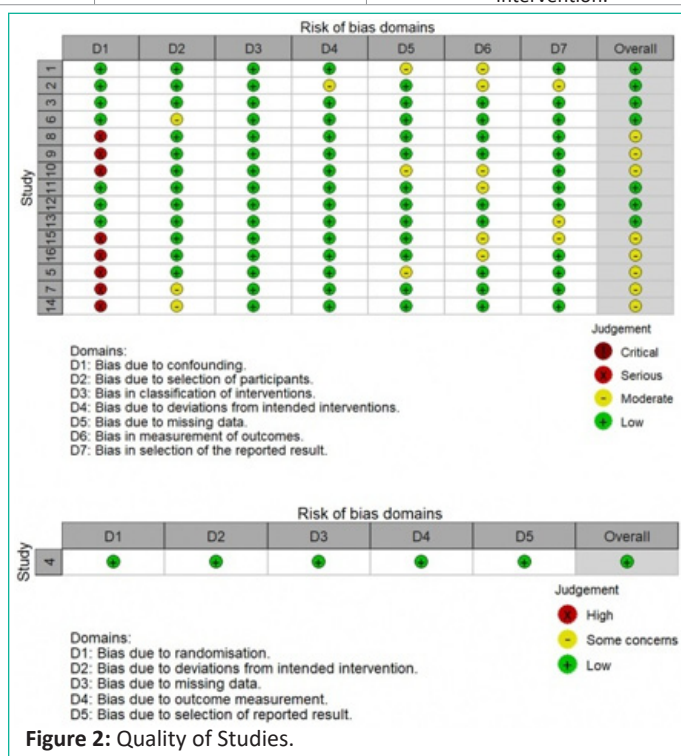 intervention.
Risk of bias domains
D1 D2 D3 D4 D5 D6 D7 Overall
Study
1 + + + + - - + +
2 + + + - + - - +
3 + + + + + + + +
6 + - + + + + + +
8 X + + + + + + -
9 X + + + + + + -
10 X + + + - - + -
11 + + + + + - + +
12 + + + + + + + +
13 + + + + + + - +
15 X + + + + - - -
16 X + + + + - + -
5 X + + + - + + -
7 X - + + + + + -
14 X - + + + + + -
Domains:
D1: Bias due to confounding.
D2: Bias due to selection of participants.
D3: Bias in classification of interventions.
D4: Bias due to deviations from intended interventions.
D5: Bias due to missing data.
D6: Bias in measurement of outcomes.
D7: Bias in selection of the reported result.
Judgement
Critical
X Serious
- Moderate
+ Low
Risk of bias domains
D1 D2 D3 D4 D5 Overall
Study
4 + + + + + +
Domains:
D1: Bias due to randomisation.
D2: Bias due to deviations from intended intervention.
D3: Bias due to missing data.
D4: Bias due to outcome measurement.
D5: Bias due to selection of reported result.
Judgement
X High
- Some concerns
+ Low
Figure 2: Quality of Studies.